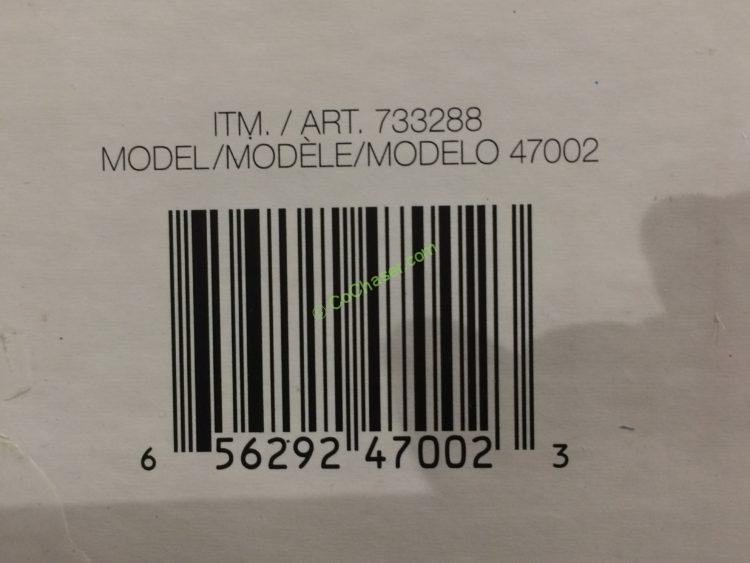 ITM. / ART. 733288
MODEL/MODÈLE/MODELO 47002
© CoChaser.com
6 56292 47002 3